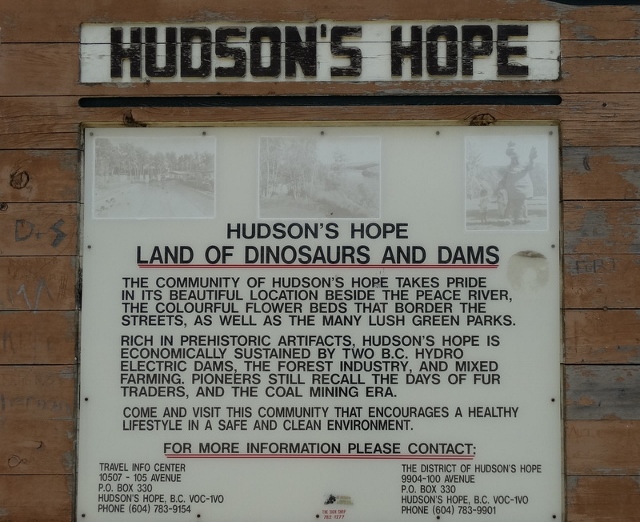 HUDSON'S HOPE
HUDSON'S HOPE
LAND OF DINOSAURS AND DAMS
THE COMMUNITY OF HUDSON'S HOPE TAKES PRIDE
IN ITS BEAUTIFUL LOCATION BESIDE THE PEACE RIVER,
THE COLOURFUL FLOWER BEDS THAT BORDER THE
STREETS, AS WELL AS THE MANY LUSH GREEN PARKS.
RICH IN PREHISTORIC ARTIFACTS, HUDSON'S HOPE IS
ECONOMICALLY SUSTAINED BY TWO B.C. HYDRO
ELECTRIC DAMS, THE FOREST INDUSTRY, AND MIXED
FARMING. PIONEERS STILL RECALL THE DAYS OF FUR
TRADERS, AND THE COAL MINING ERA.
COME AND VISIT THIS COMMUNITY THAT ENCOURAGES A HEALTHY
LIFESTYLE IN A SAFE AND CLEAN ENVIRONMENT.
FOR MORE INFORMATION PLEASE CONTACT:
TRAVEL INFO CENTER
10507 - 105 AVENUE
P.O. BOX 330
HUDSON'S HOPE, B.C. VOC-1VO
PHONE (604) 783-9154
THE DISTRICT OF HUDSON'S HOPE
9904-100 AVENUE
P.O. BOX 330
HUDSON'S HOPE, B.C. VOC-1VO
PHONE (604) 783-9901
D.S